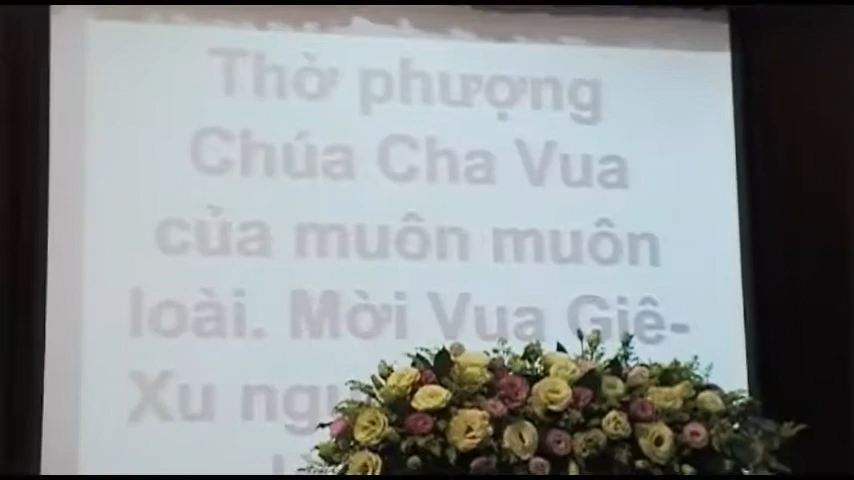 Thờ phượng
Chúa Cha Vua
của muôn muôn
loài. Mời Vua Giê-
Xu